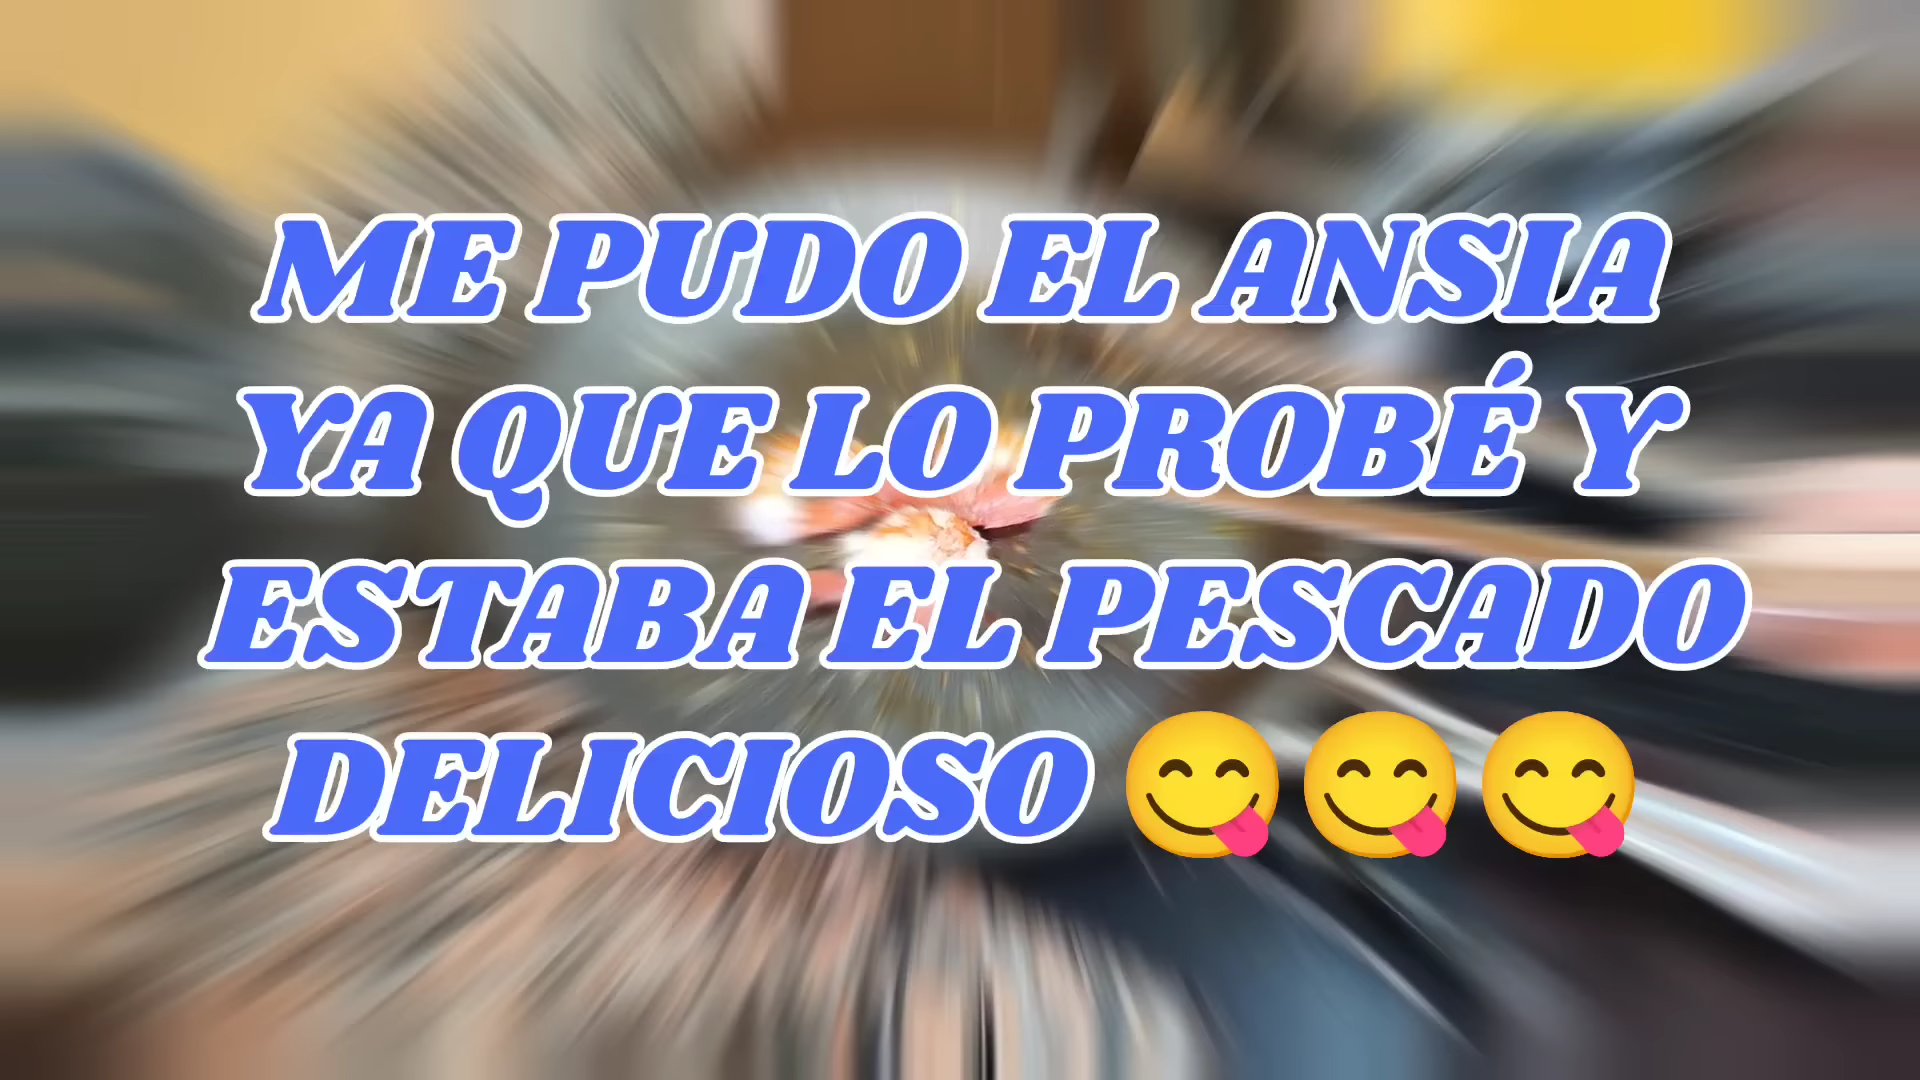 ME PUDO EL ANSIA
YA QUE LO PROBÉ Y
ESTABA EL PESCADO
DELICIOSO 😋😋😋